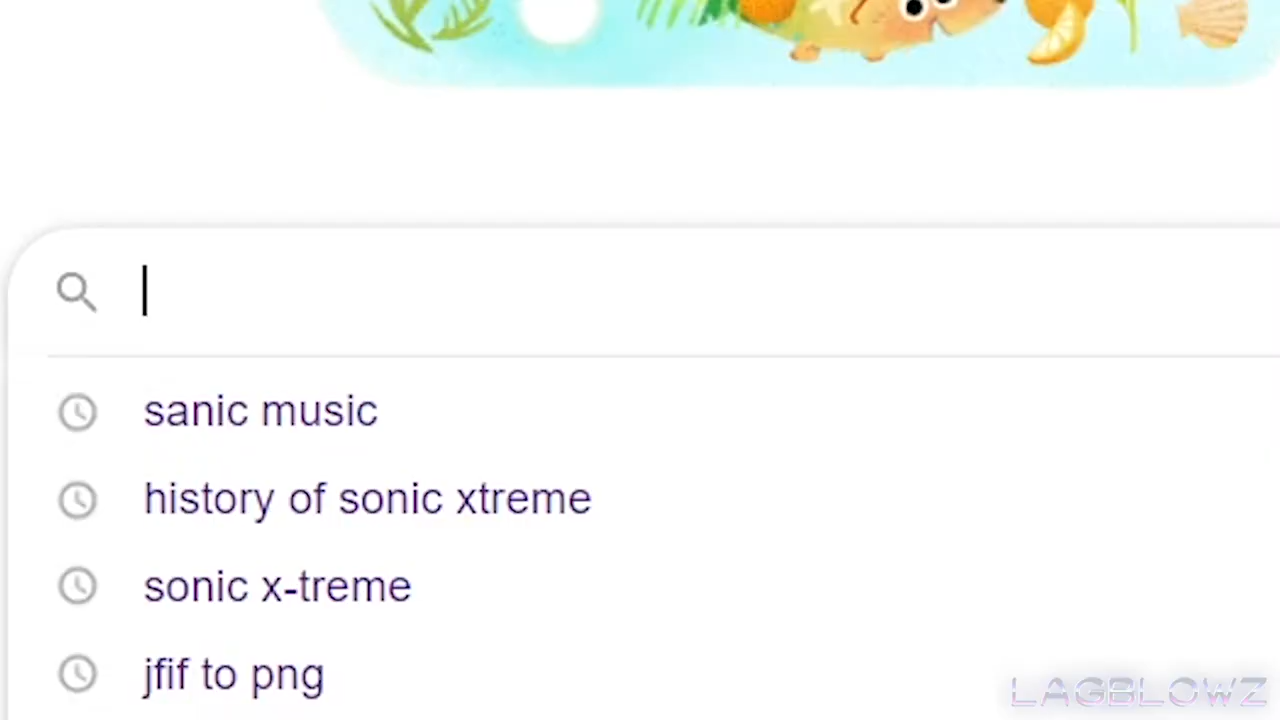 sanic music
history of sonic xtreme
sonic x-treme
jfif to png
LAGBLOWZ